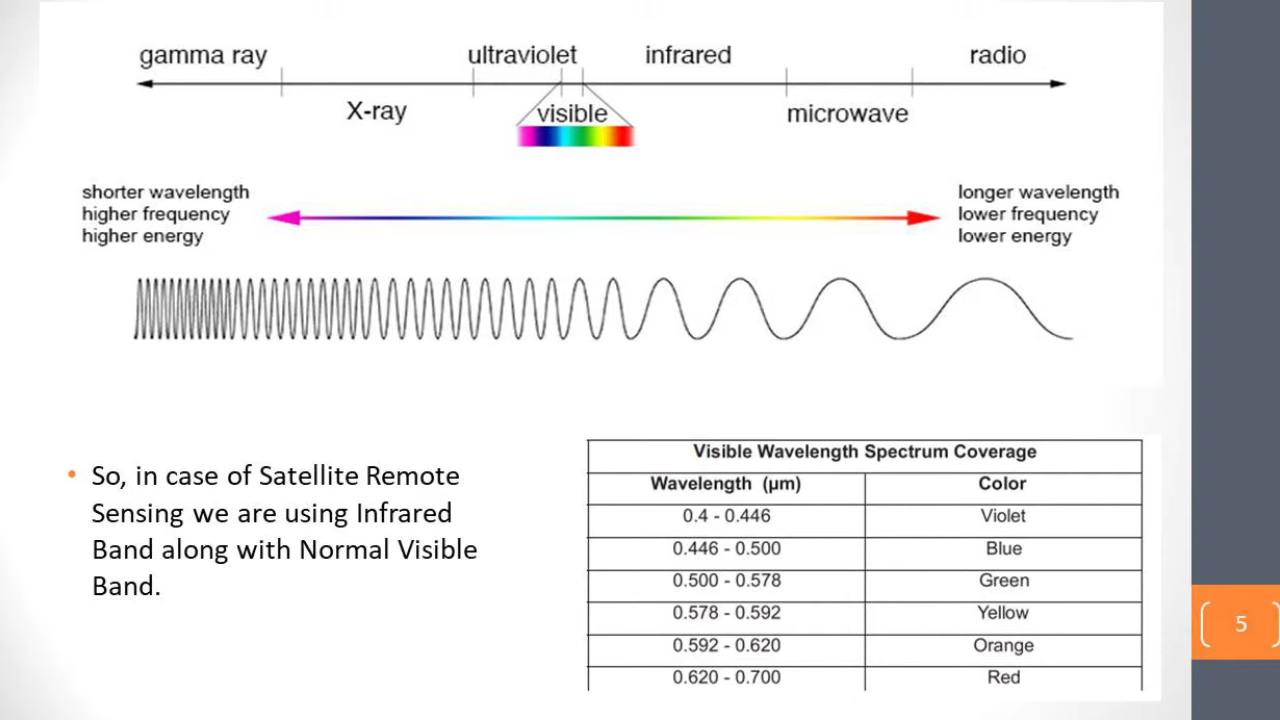 gamma ray
ultraviolet
infrared
radio
X-ray
visible
microwave
shorter wavelength
higher frequency
higher energy
longer wavelength
lower frequency
lower energy
• So, in case of Satellite Remote
Sensing we are using Infrared
Band along with Normal Visible
Band.
Visible Wavelength Spectrum Coverage
Wavelength (μm) Color
0.4 - 0.446 Violet
0.446 - 0.500 Blue
0.500 - 0.578 Green
0.578 - 0.592 Yellow
0.592 - 0.620 Orange
0.620 - 0.700 Red
5